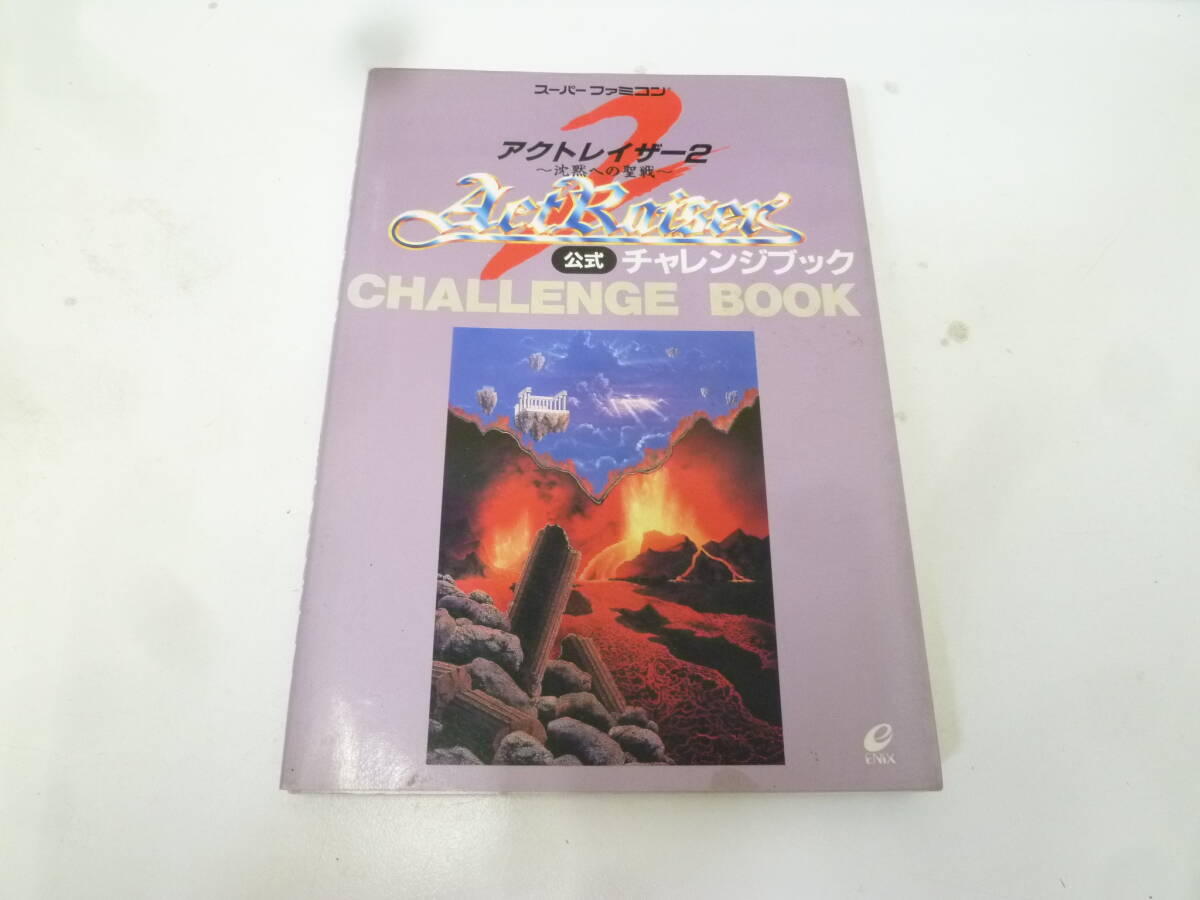 スーパーファミコン
アクトレイザー2
～沈黙への聖戦～
ActRaiser 2
公式 チャレンジブック
CHALLENGE BOOK
e
ENIX